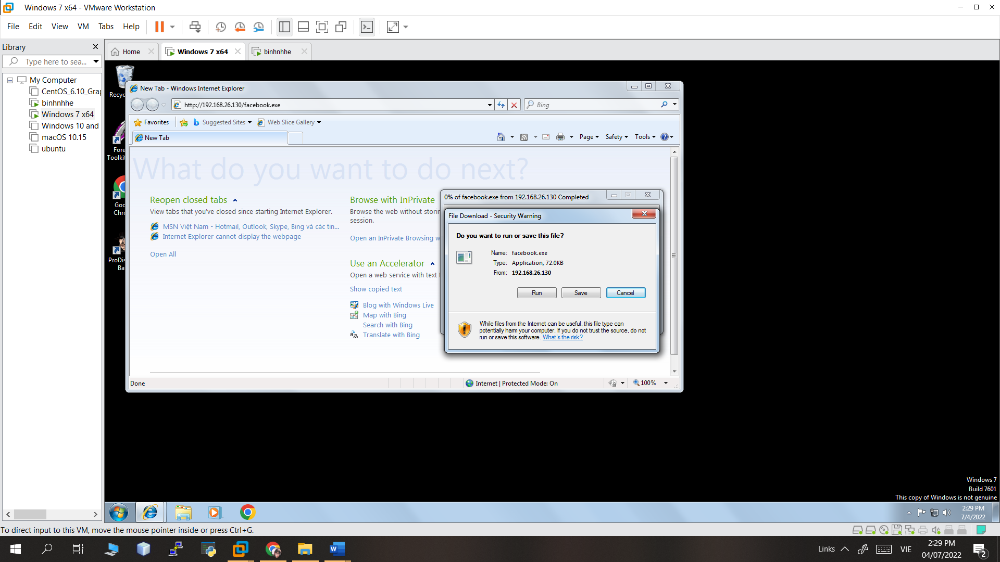 Windows 7 x64 - VMware Workstation
File Edit View VM Tabs Help
Library
Type here to sea...
My Computer
CentOS_6.10_Grap
binhnhhe
Windows 7 x64
Windows 10 and
macOS 10.15
ubuntu
Home
Windows 7 x64
binhnhhe
Recyc
Fore
Toolkit
Goo
Chro
ProDis
Bas
New Tab - Windows Internet Explorer
http://192.168.26.130/facebook.exe
Bing
Favorites
Suggested Sites
Web Slice Gallery
New Tab
Page Safety Tools
What do you want to do next?
Reopen closed tabs
View tabs that you've closed since starting Internet Explorer.
MSN Việt Nam - Hotmail, Outlook, Skype, Bing và các tin...
Internet Explorer cannot display the webpage
Open All
Browse with InPrivate
Browse the web without storin
session.
Open an InPrivate Browsing w
Use an Accelerator
Open a web service with text t
Show copied text
Blog with Windows Live
Map with Bing
Search with Bing
Translate with Bing
0% of facebook.exe from 192.168.26.130 Completed
File Download - Security Warning
Do you want to run or save this file?
Name: facebook.exe
Type: Application, 72.0KB
From: 192.168.26.130
Run Save Cancel
While files from the Internet can be useful, this file type can
potentially harm your computer. If you do not trust the source, do not
run or save this software. What's the risk?
Done
Internet | Protected Mode: On
100%
Windows 7
Build 7601
This copy of Windows is not genuine
2:29 PM
7/4/2022
To direct input to this VM, move the mouse pointer inside or press Ctrl+G.
Links
VIE
2:29 PM
04/07/2022
2